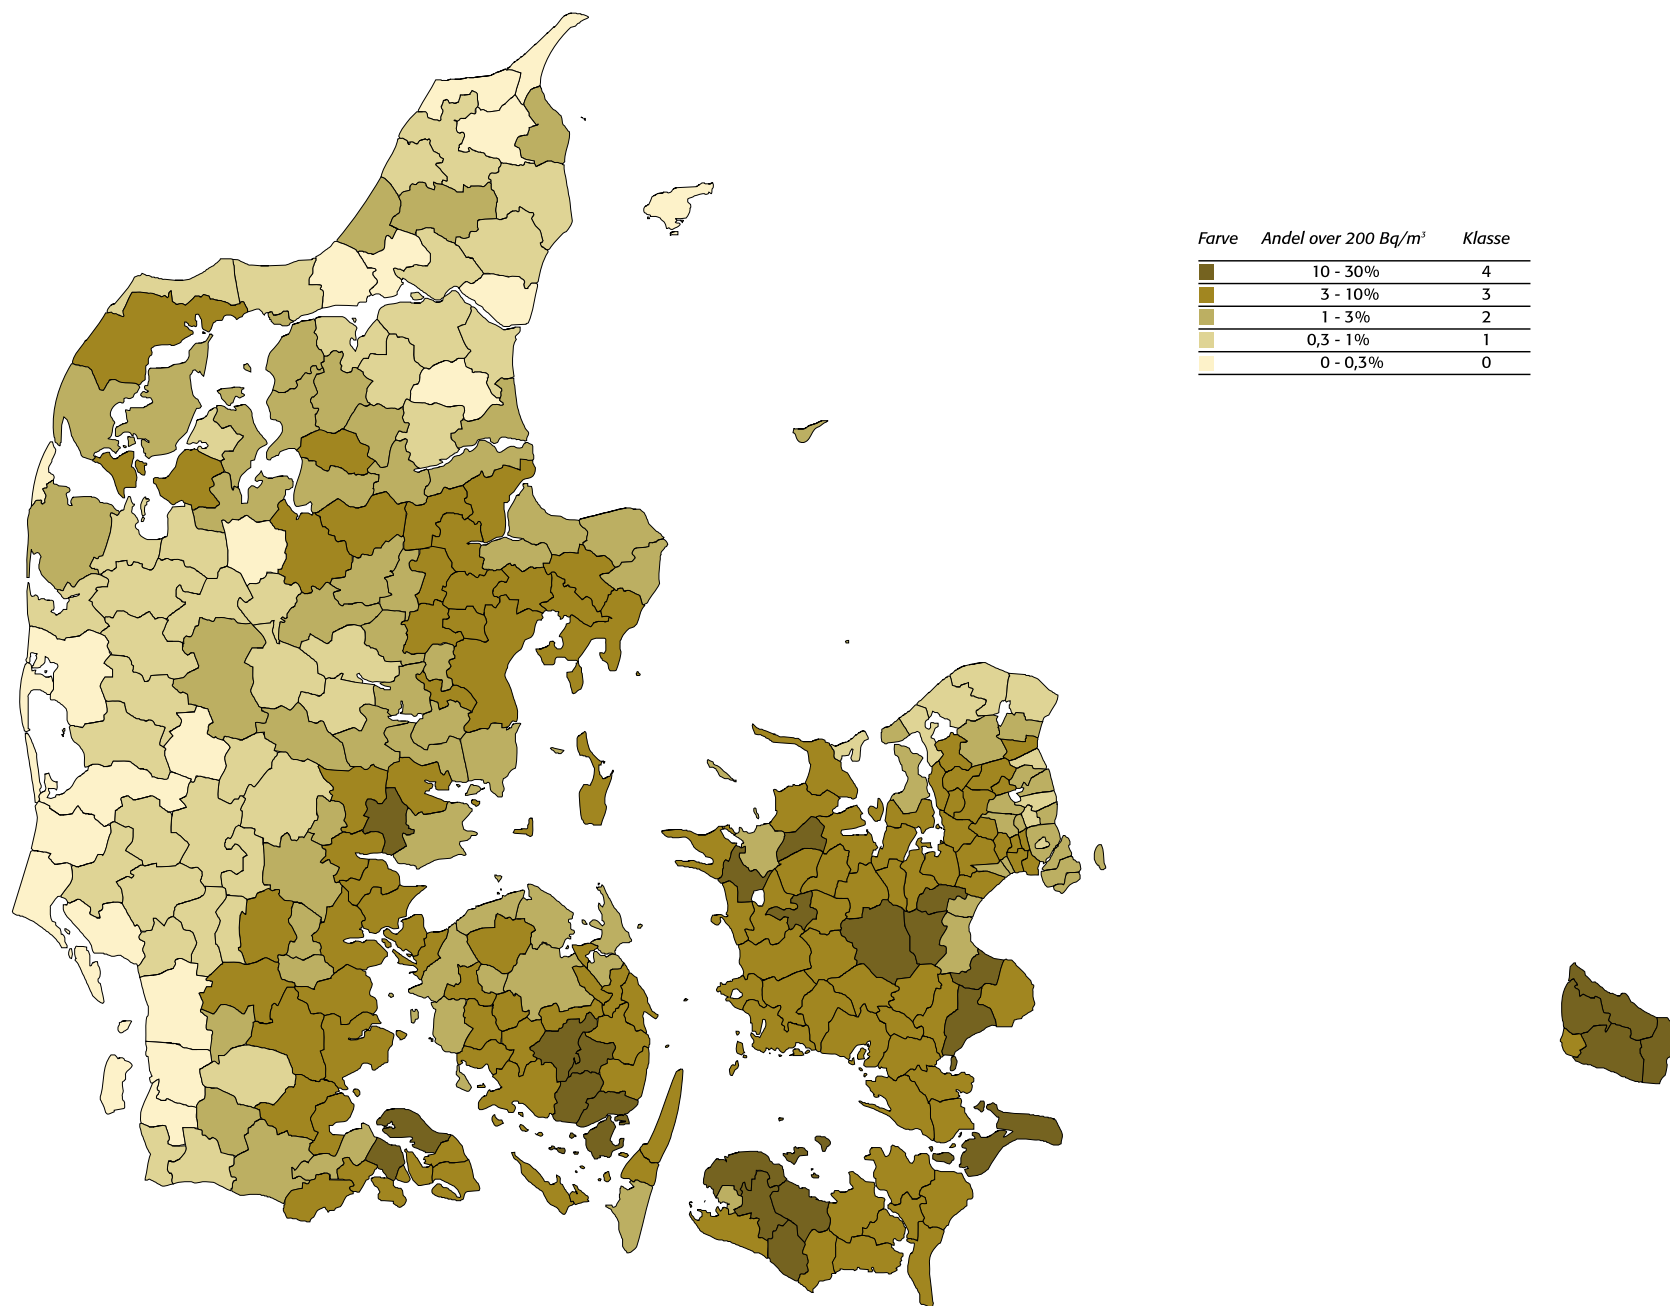 Farve Andel over 200 Bq/m³ Klasse
10 - 30% 4
3 - 10% 3
1 - 3% 2
0,3 - 1% 1
0 - 0,3% 0